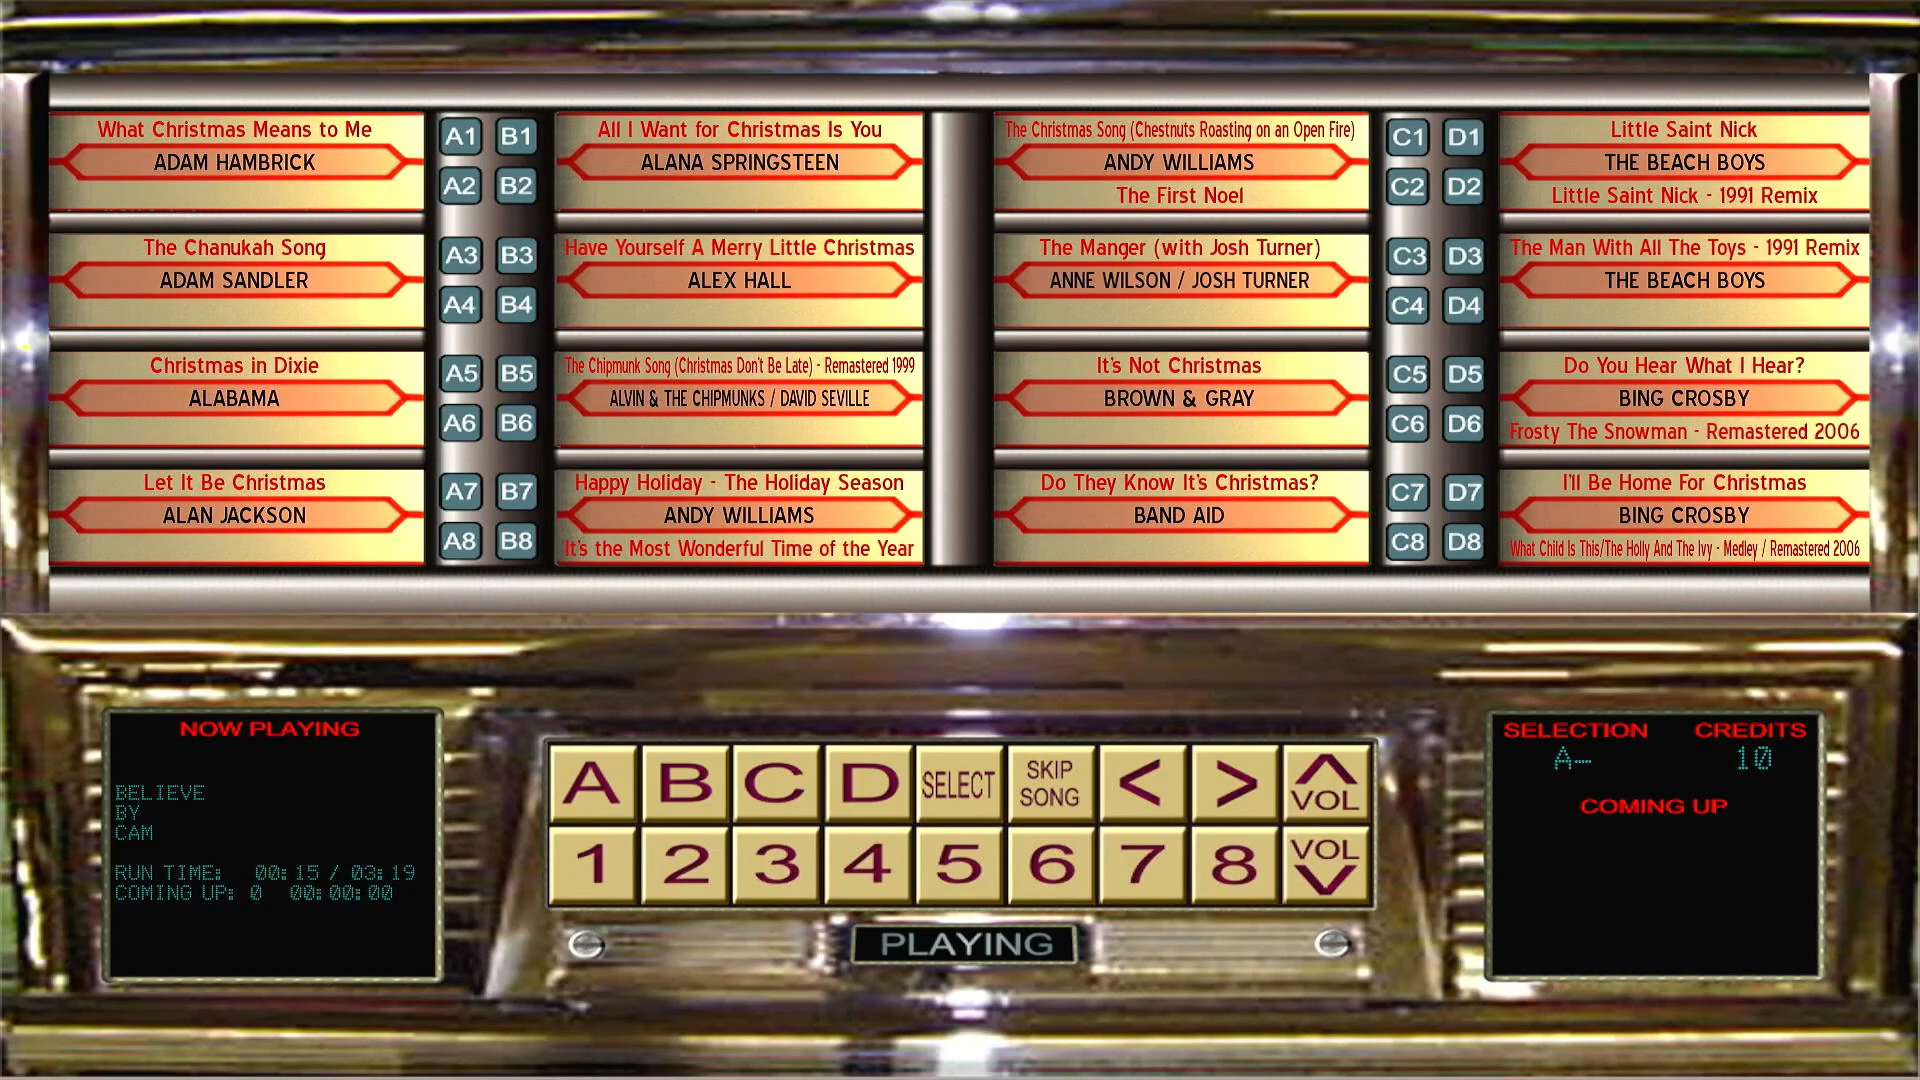 What Christmas Means to Me
ADAM HAMBRICK
A1 B1
A2 B2
All I Want for Christmas Is You
ALANA SPRINGSTEEN
The Christmas Song (Chestnuts Roasting on an Open Fire)
ANDY WILLIAMS
The First Noel
C1 D1
C2 D2
Little Saint Nick
THE BEACH BOYS
Little Saint Nick - 1991 Remix
The Chanukah Song
ADAM SANDLER
A3 B3
A4 B4
Have Yourself A Merry Little Christmas
ALEX HALL
The Manger (with Josh Turner)
ANNE WILSON / JOSH TURNER
C3 D3
C4 D4
The Man With All The Toys - 1991 Remix
THE BEACH BOYS
Christmas in Dixie
ALABAMA
A5 B5
A6 B6
The Chipmunk Song (Christmas Don't Be Late) - Remastered 1999
ALVIN & THE CHIPMUNKS / DAVID SEVILLE
It's Not Christmas
BROWN & GRAY
C5 D5
C6 D6
Do You Hear What I Hear?
BING CROSBY
Frosty The Snowman - Remastered 2006
Let It Be Christmas
ALAN JACKSON
A7 B7
A8 B8
Happy Holiday - The Holiday Season
ANDY WILLIAMS
It's the Most Wonderful Time of the Year
Do They Know It's Christmas?
BAND AID
C7 D7
C8 D8
I'll Be Home For Christmas
BING CROSBY
What Child Is This/The Holly And The Ivy - Medley / Remastered 2006
NOW PLAYING
BELIEVE
BY
CAM
RUN TIME: 00:15 / 03:19
COMING UP: 0 00:00:00
A B C D SELECT SKIP SONG < > VOL
1 2 3 4 5 6 7 8 VOL
PLAYING
SELECTION CREDITS
A- 10
COMING UP